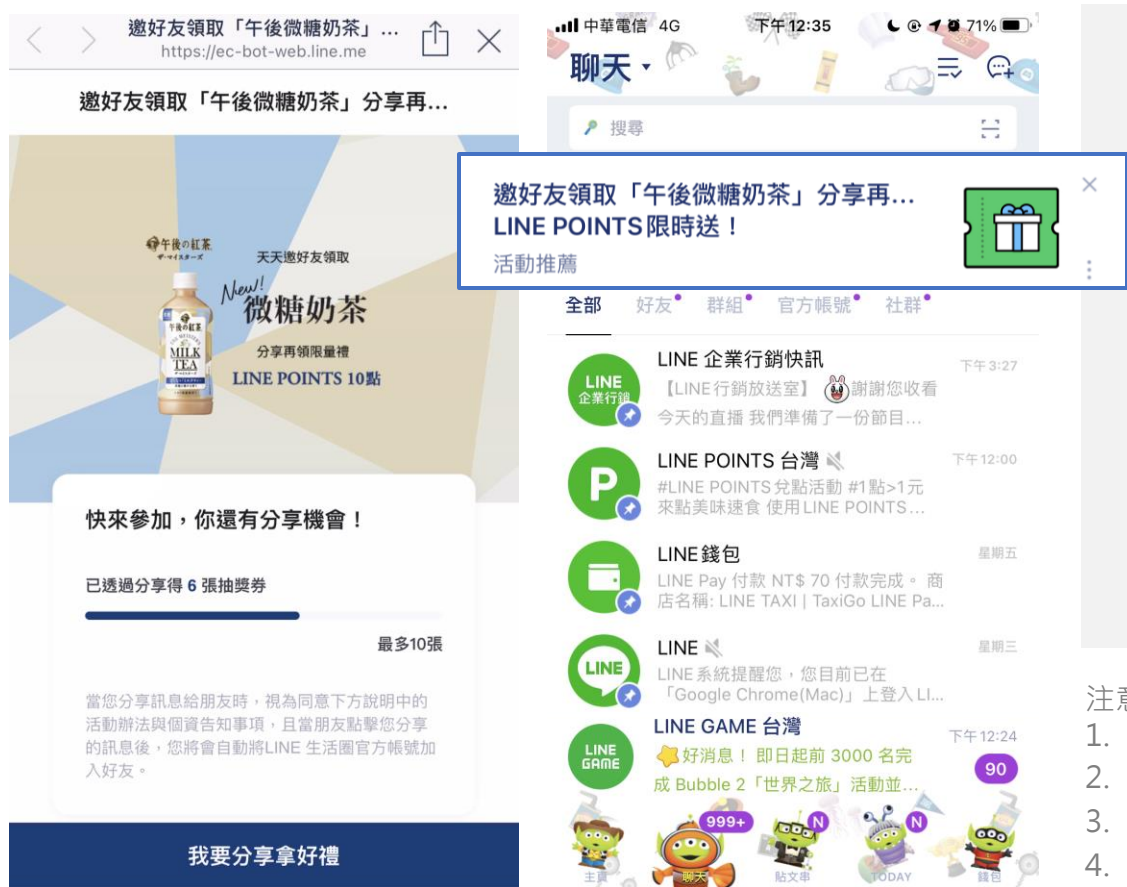 邀好友領取「午後微糖奶茶」...
https://ec-bot-web.line.me
邀好友領取「午後微糖奶茶」分享再...
午後の紅茶
ザ・マイスターズ
天天邀好友領取
New!
微糖奶茶
分享再領限量禮
LINE POINTS 10點
午後の紅茶
MILK
TEA
快來參加，你還有分享機會！
已透過分享得 6 張抽獎券
最多10張
當您分享訊息給朋友時，視為同意下方說明中的
活動辦法與個資告知事項，且當朋友點擊您分享
的訊息後，您將會自動將LINE 生活圈官方帳號加
入好友。
我要分享拿好禮
中華電信 4G 下午12:35 71%
聊天
搜尋
邀好友領取「午後微糖奶茶」分享再...
LINE POINTS限時送！
活動推薦
全部 好友 群組 官方帳號 社群
LINE
企業行銷
LINE 企業行銷快訊 下午3:27
【LINE行銷放送室】 謝謝您收看
今天的直播 我們準備了一份節目...
P
LINE POINTS 台灣 下午12:00
#LINE POINTS兌點活動 #1點>1元
來點美味速食 使用LINE POINTS...
LINE錢包 星期五
LINE Pay 付款 NT$ 70 付款完成。 商
店名稱: LINE TAXI | TaxiGo LINE Pa...
LINE
LINE 星期三
LINE系統提醒您，您目前已在
「Google Chrome(Mac)」上登入LI...
LINE
GAME
LINE GAME 台灣 下午12:24
好消息！ 即日起前 3000 名完
成 Bubble 2「世界之旅」活動並...
90
999+ N N
主頁 聊天 貼文串 TODAY 錢包
注意
1.
2.
3.
4.